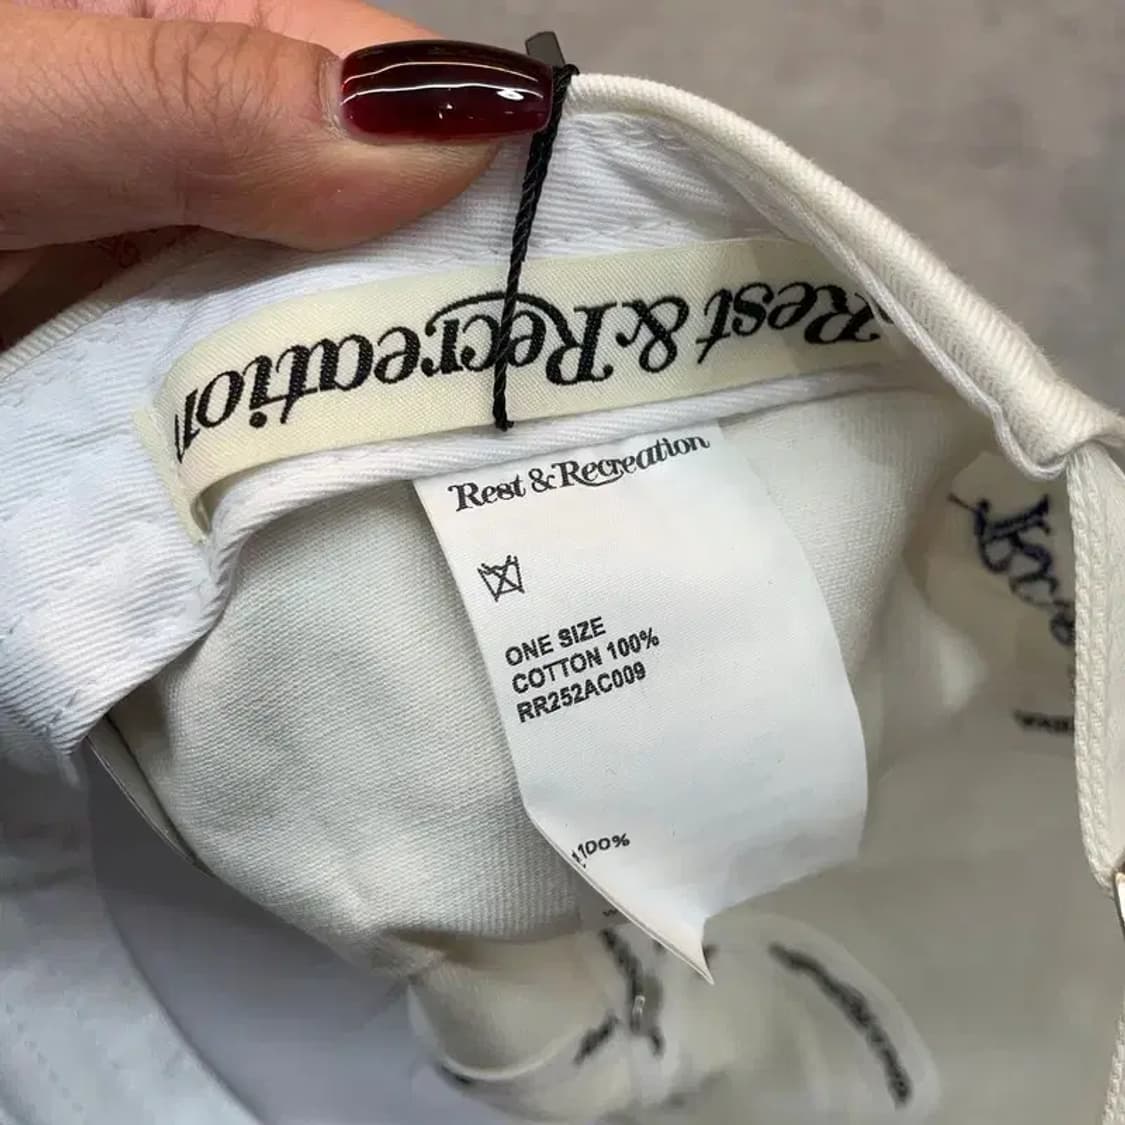 Rest & Recreation
Rest & Recreation
ONE SIZE
COTTON 100%
RR252AC009
100%